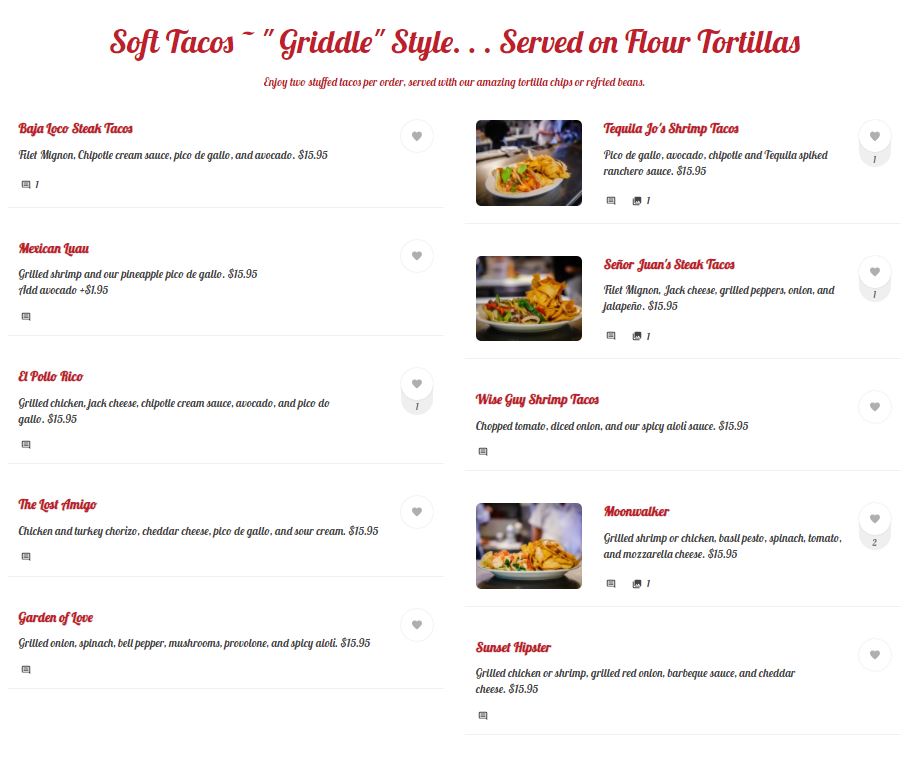 Soft Tacos ~ " Griddle" Style. . . Served on Flour Tortillas
Enjoy two stuffed tacos per order, served with our amazing tortilla chips or refried beans.
Baja Loco Steak Tacos
Filet Mignon, Chipotle cream sauce, pico de gallo, and avocado. $15.95
1
Mexican Luau
Grilled shrimp and our pineapple pico de gallo. $15.95
Add avocado +$1.95
El Pollo Rico
Grilled chicken, jack cheese, chipotle cream sauce, avocado, and pico do
gallo. $15.95
1
The Lost Amigo
Chicken and turkey chorizo, cheddar cheese, pico de gallo, and sour cream. $15.95
Garden of Love
Grilled onion, spinach, bell pepper, mushrooms, provolone, and spicy aioli. $15.95
Tequila Jo's Shrimp Tacos
Pico de gallo, avocado, chipotle and Tequila spiked
ranchero sauce. $15.95
1
1
Señor Juan's Steak Tacos
Filet Mignon, Jack cheese, grilled peppers, onion, and
jalapeño. $15.95
1
1
Wise Guy Shrimp Tacos
Chopped tomato, diced onion, and our spicy aioli sauce. $15.95
Moonwalker
Grilled shrimp or chicken, basil pesto, spinach, tomato,
and mozzarella cheese. $15.95
2
1
Sunset Hipster
Grilled chicken or shrimp, grilled red onion, barbeque sauce, and cheddar
cheese. $15.95